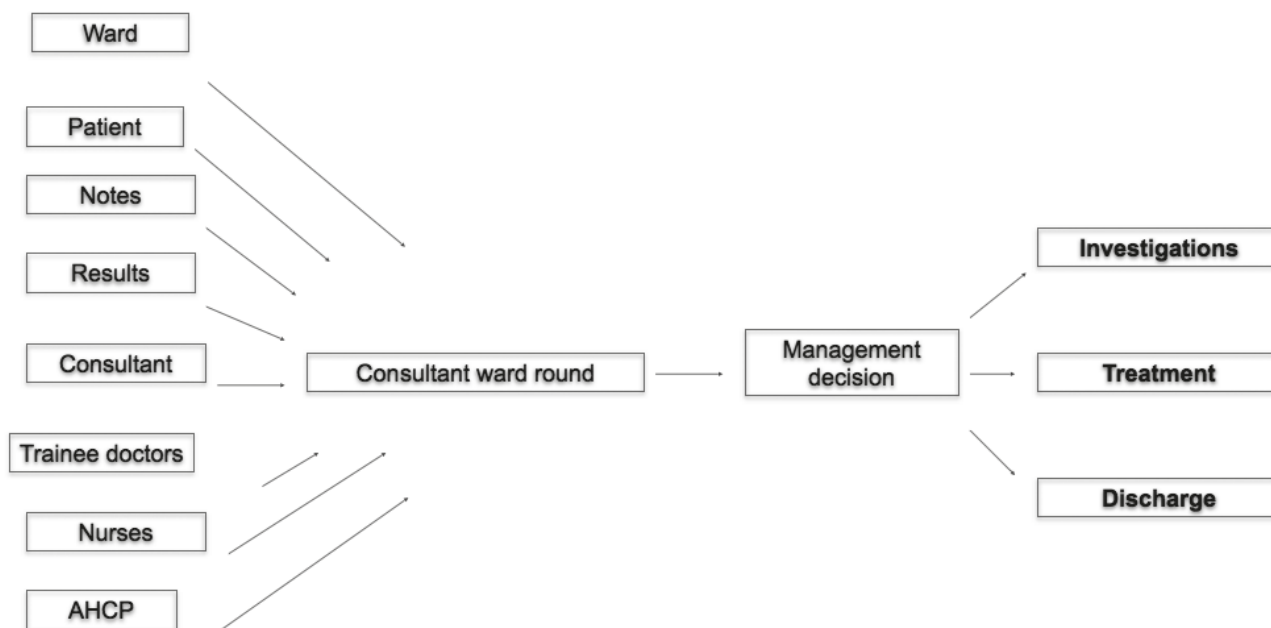 Ward
Patient
Notes
Results
Consultant
Trainee doctors
Nurses
AHCP
Consultant ward round
Management
decision
Investigations
Treatment
Discharge